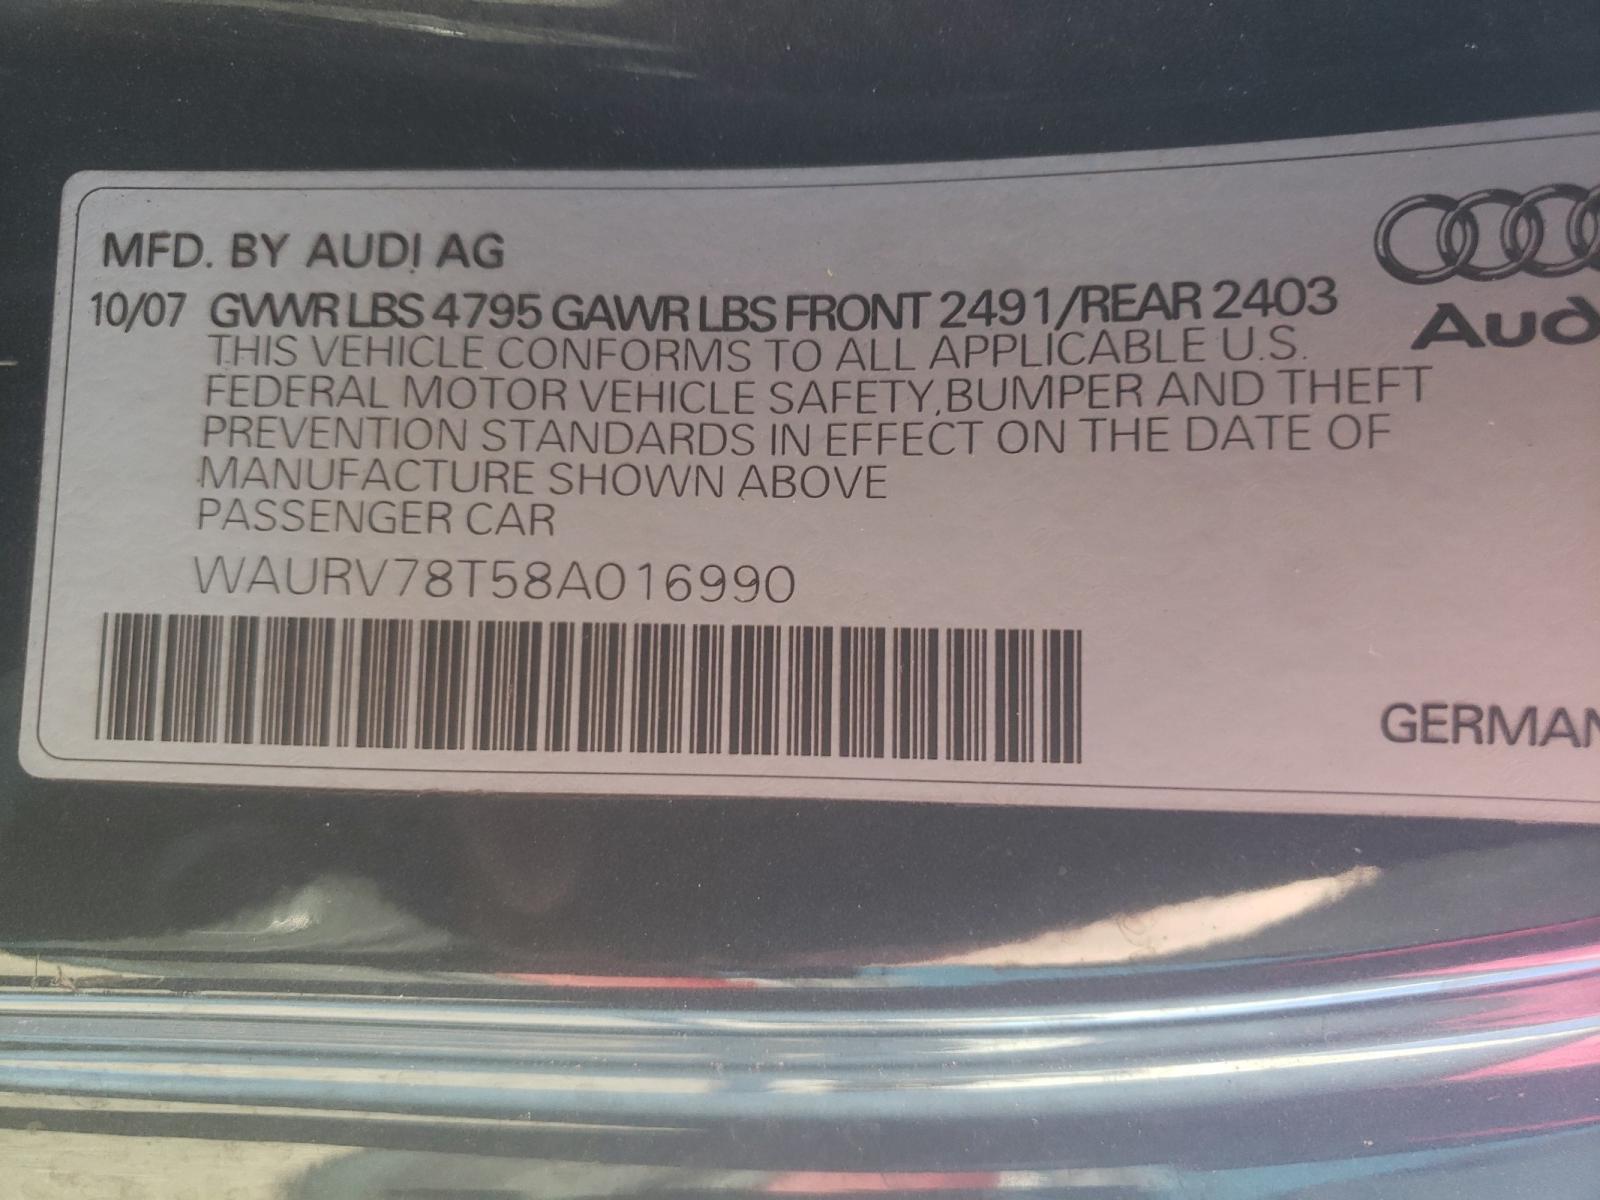 MFD. BY AUDI AG
10/07 GVWR LBS 4795 GAWR LBS FRONT 2491/REAR 2403
THIS VEHICLE CONFORMS TO ALL APPLICABLE U.S.
FEDERAL MOTOR VEHICLE SAFETY, BUMPER AND THEFT
PREVENTION STANDARDS IN EFFECT ON THE DATE OF
MANUFACTURE SHOWN ABOVE
PASSENGER CAR
WAURV78T58A016990
Aud
GERMAN